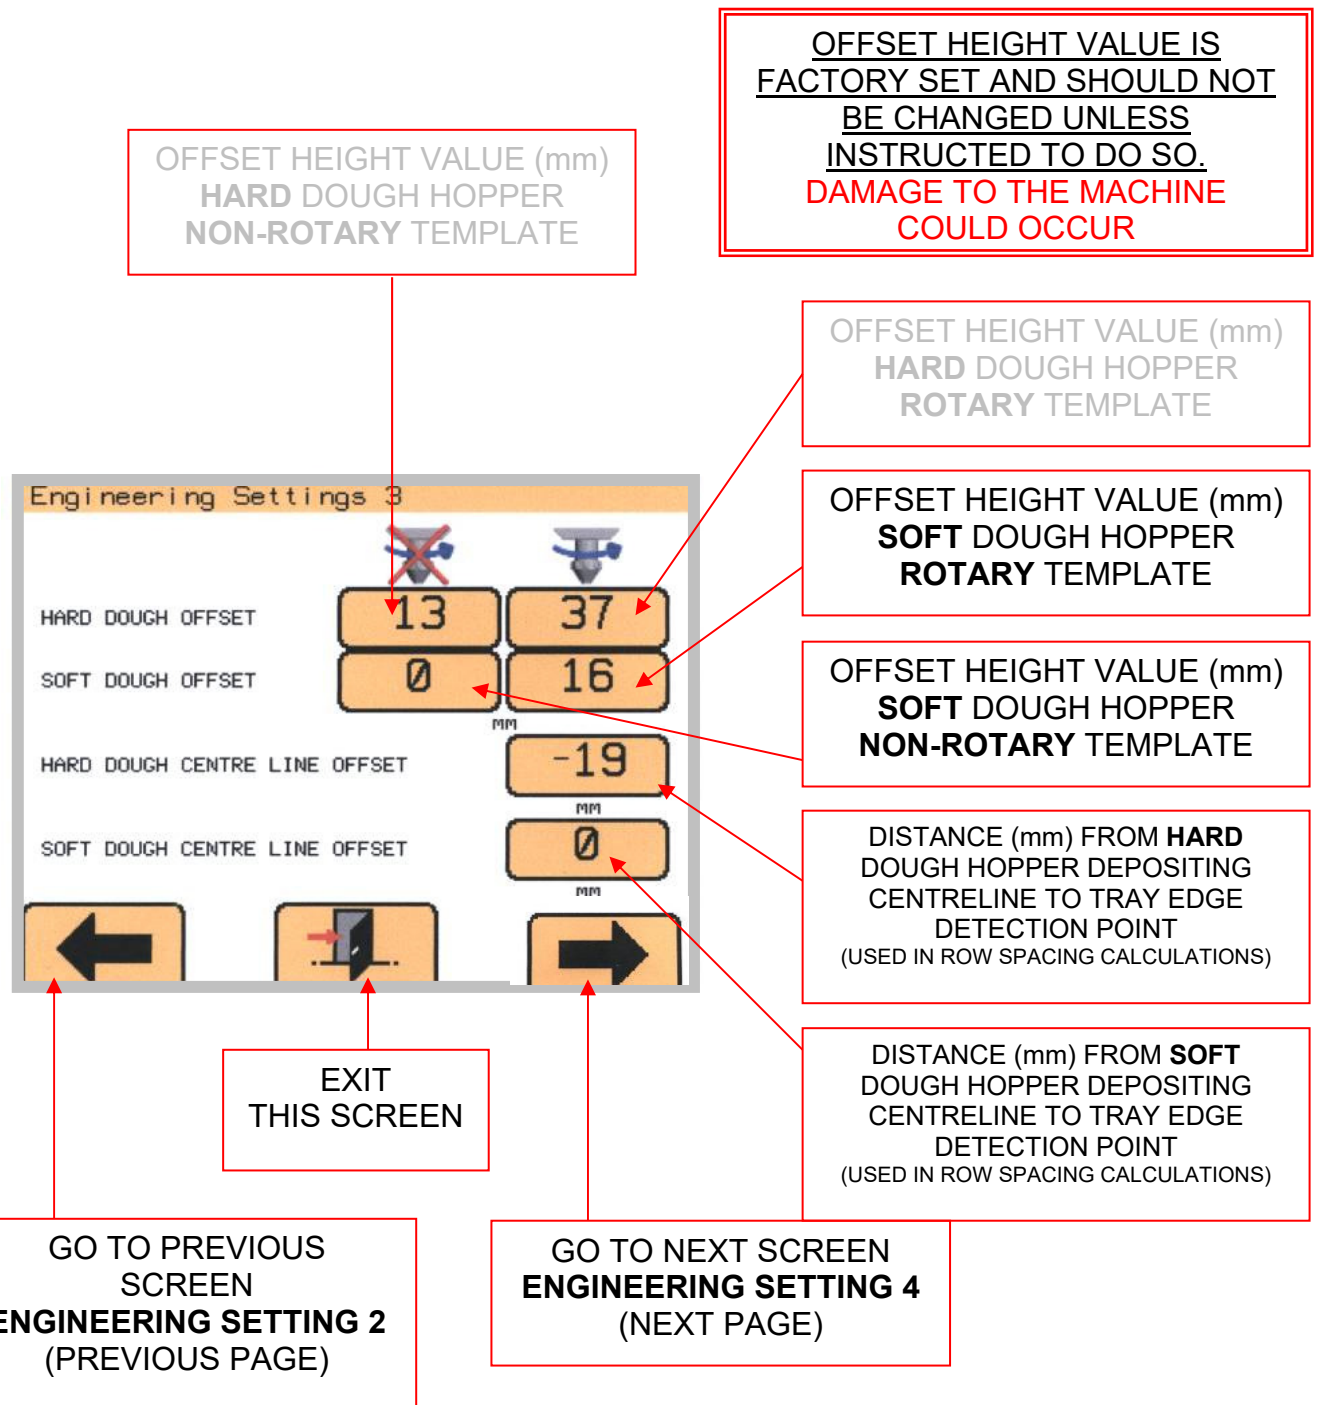 OFFSET HEIGHT VALUE IS
FACTORY SET AND SHOULD NOT
BE CHANGED UNLESS
INSTRUCTED TO DO SO.
DAMAGE TO THE MACHINE
COULD OCCUR
OFFSET HEIGHT VALUE (mm)
HARD DOUGH HOPPER
NON-ROTARY TEMPLATE
OFFSET HEIGHT VALUE (mm)
HARD DOUGH HOPPER
ROTARY TEMPLATE
OFFSET HEIGHT VALUE (mm)
SOFT DOUGH HOPPER
ROTARY TEMPLATE
OFFSET HEIGHT VALUE (mm)
SOFT DOUGH HOPPER
NON-ROTARY TEMPLATE
DISTANCE (mm) FROM HARD
DOUGH HOPPER DEPOSITING
CENTRELINE TO TRAY EDGE
DETECTION POINT
(USED IN ROW SPACING CALCULATIONS)
DISTANCE (mm) FROM SOFT
DOUGH HOPPER DEPOSITING
CENTRELINE TO TRAY EDGE
DETECTION POINT
(USED IN ROW SPACING CALCULATIONS)
Engineering Settings 3
HARD DOUGH OFFSET 13 37
SOFT DOUGH OFFSET 0 16
MM
HARD DOUGH CENTRE LINE OFFSET -19
MM
SOFT DOUGH CENTRE LINE OFFSET 0
MM
EXIT
THIS SCREEN
GO TO PREVIOUS
SCREEN
ENGINEERING SETTING 2
(PREVIOUS PAGE)
GO TO NEXT SCREEN
ENGINEERING SETTING 4
(NEXT PAGE)